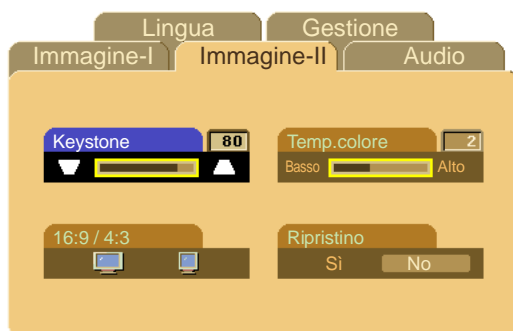 Lingua Gestione
Immagine-I Immagine-II Audio
Keystone 80
Temp.colore 2
Basso Alto
16:9 / 4:3
Ripristino
Sì No